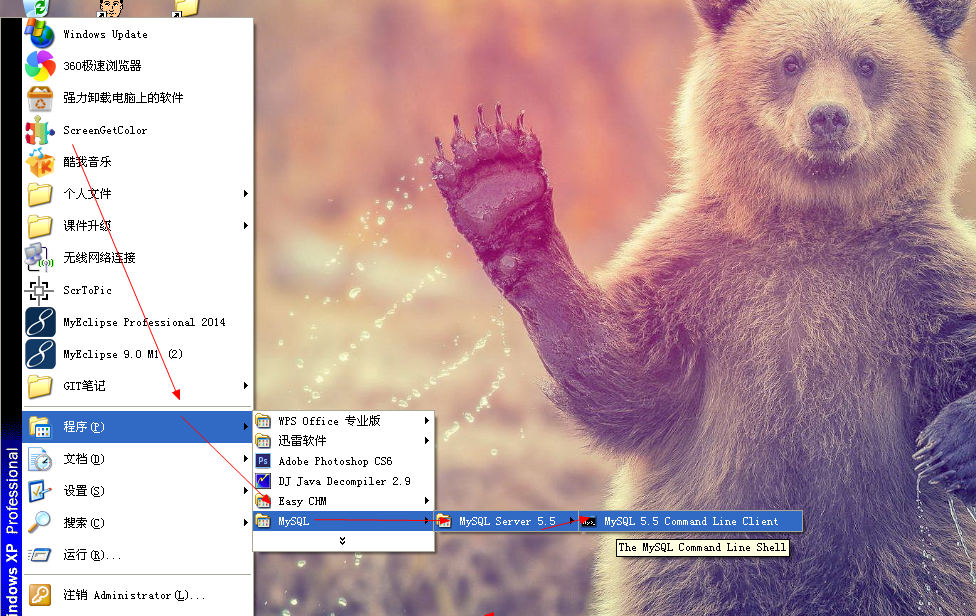 Windows Update
360极速浏览器
强力卸载电脑上的软件
ScreenGetColor
酷我音乐
个人文件
课件升级
无线网络连接
ScrToPic
MyEclipse Professional 2014
MyEclipse 9.0 M1 (2)
GIT笔记
程序(P)
文档(D)
设置(S)
搜索(C)
运行(R)...
注销 Administrator(L)...
ndows XP Professional
WPS Office 专业版
迅雷软件
Ps Adobe Photoshop CS6
DJ Java Decompiler 2.9
Easy CHM
MySQL
MySQL Server 5.5
MySQL 5.5 Command Line Client
The MySQL Command Line Shell